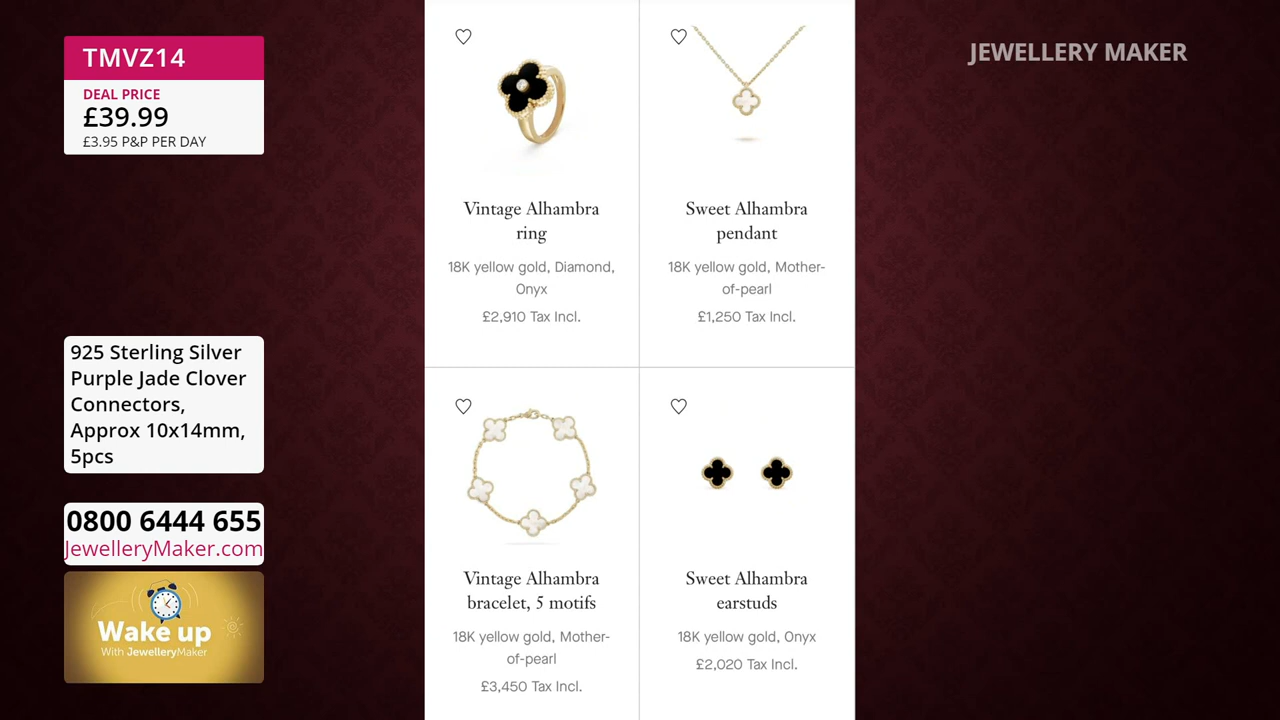 TMVZ14
DEAL PRICE
£39.99
£3.95 P&P PER DAY
925 Sterling Silver
Purple Jade Clover
Connectors,
Approx 10x14mm,
5pcs
0800 6444 655
JewelleryMaker.com
Wake up
With JewelleryMaker
Vintage Alhambra
ring
18K yellow gold, Diamond,
Onyx
£2,910 Tax Incl.
Sweet Alhambra
pendant
18K yellow gold, Mother-
of-pearl
£1,250 Tax Incl.
Vintage Alhambra
bracelet, 5 motifs
18K yellow gold, Mother-
of-pearl
£3,450 Tax Incl.
Sweet Alhambra
earstuds
18K yellow gold, Onyx
£2,020 Tax Incl.
JEWELLERY MAKER